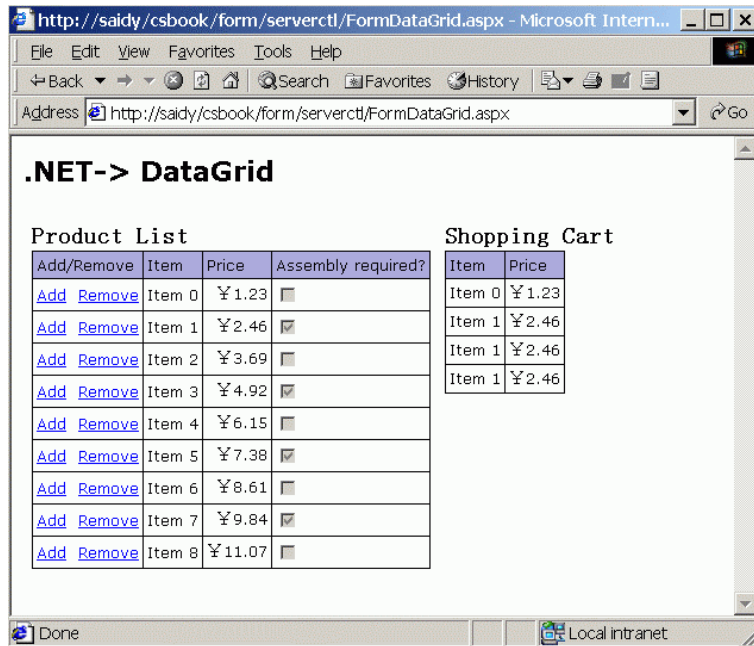 http://saidy/csbook/form/serverctl/FormDataGrid.aspx - Microsoft Intern...
File Edit View Favorites Tools Help
Back Search Favorites History
Address http://saidy/csbook/form/serverctl/FormDataGrid.aspx Go
.NET-> DataGrid
Product List
Add/Remove Item Price Assembly required?
Add Remove Item 0 ¥1.23
Add Remove Item 1 ¥2.46
Add Remove Item 2 ¥3.69
Add Remove Item 3 ¥4.92
Add Remove Item 4 ¥6.15
Add Remove Item 5 ¥7.38
Add Remove Item 6 ¥8.61
Add Remove Item 7 ¥9.84
Add Remove Item 8 ¥11.07
Shopping Cart
Item Price
Item 0 ¥1.23
Item 1 ¥2.46
Item 1 ¥2.46
Item 1 ¥2.46
Done Local intranet